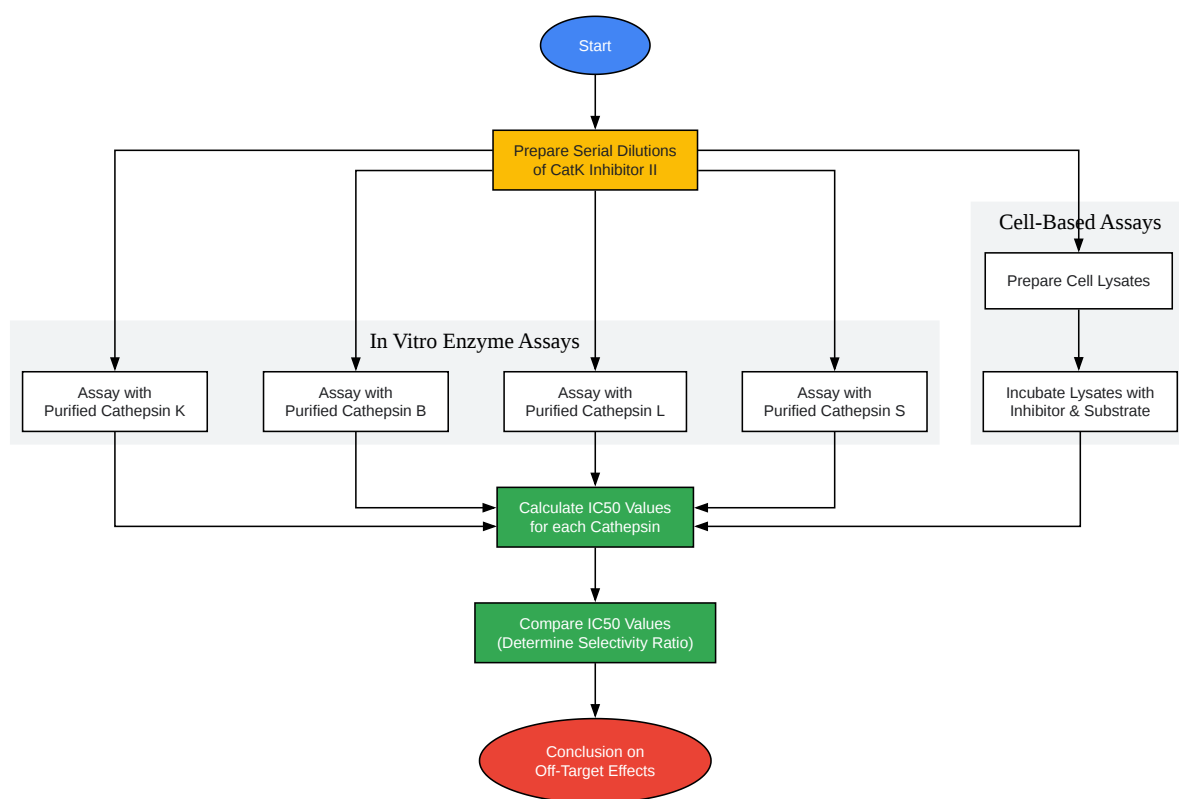 Start
Prepare Serial Dilutions
of CatK Inhibitor II
Cell-Based Assays
Prepare Cell Lysates
In Vitro Enzyme Assays
Assay with
Purified Cathepsin K
Assay with
Purified Cathepsin B
Assay with
Purified Cathepsin L
Assay with
Purified Cathepsin S
Incubate Lysates with
Inhibitor & Substrate
Calculate IC50 Values
for each Cathepsin
Compare IC50 Values
(Determine Selectivity Ratio)
Conclusion on
Off-Target Effects